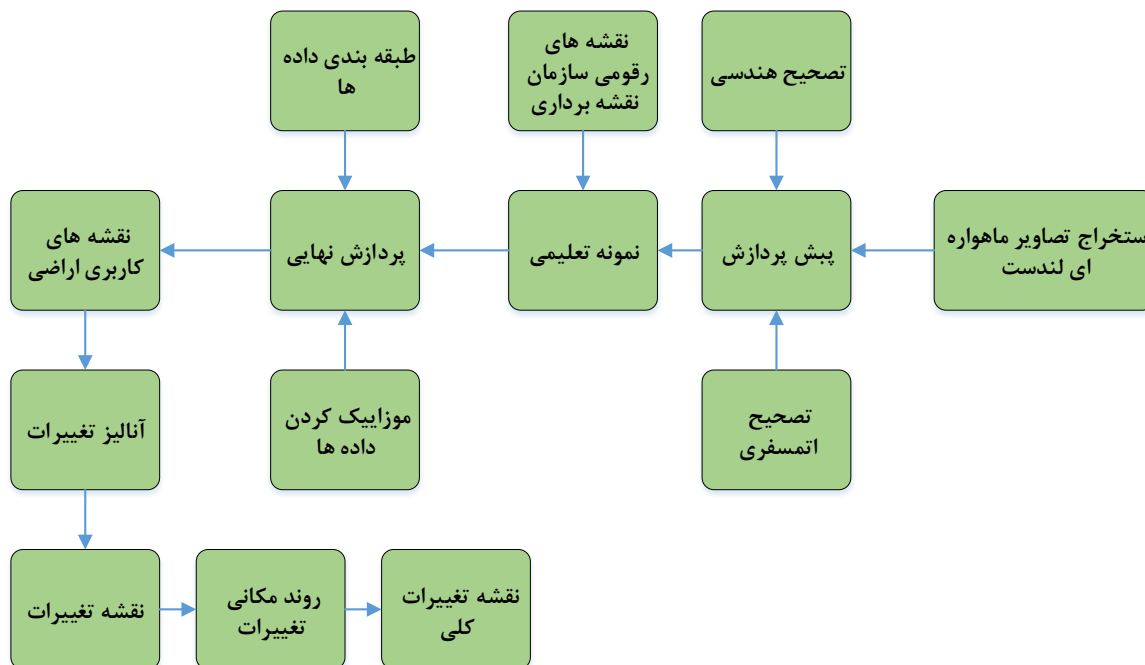 طبقه بندی داده
ها
نقشه های
رقومی سازمان
نقشه برداری
تصحیح هندسی
ستخراج تصاویر ماهواره
ای لندست
پبش پردازش
نمونه تعلیمی
پردازش نهایی
نقشه های
کاربری اراضی
آنالیز تغییرات
موزاییک کردن
داده ها
تصحیح
اتمسفری
نقشه تغییرات
روند مکانی
تغییرات
نقشه تغییرات
کلی